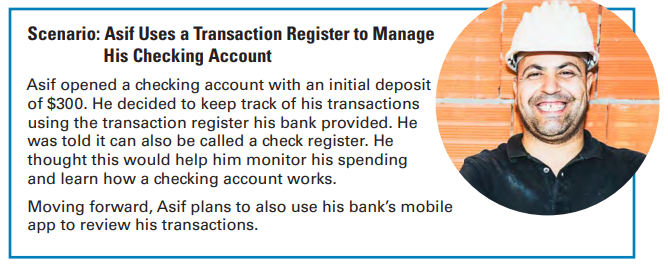 Scenario: Asif Uses a Transaction Register to Manage
His Checking Account
Asif opened a checking account with an initial deposit
of $300. He decided to keep track of his transactions
using the transaction register his bank provided. He
was told it can also be called a check register. He
thought this would help him monitor his spending
and learn how a checking account works.
Moving forward, Asif plans to also use his bank’s mobile
app to review his transactions.